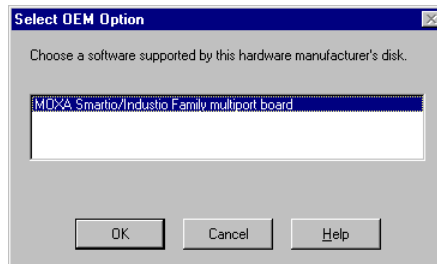 Select OEM Option
Choose a software supported by this hardware manufacturer's disk.
MOXA Smartio/Industio Family multiport board
OK Cancel Help